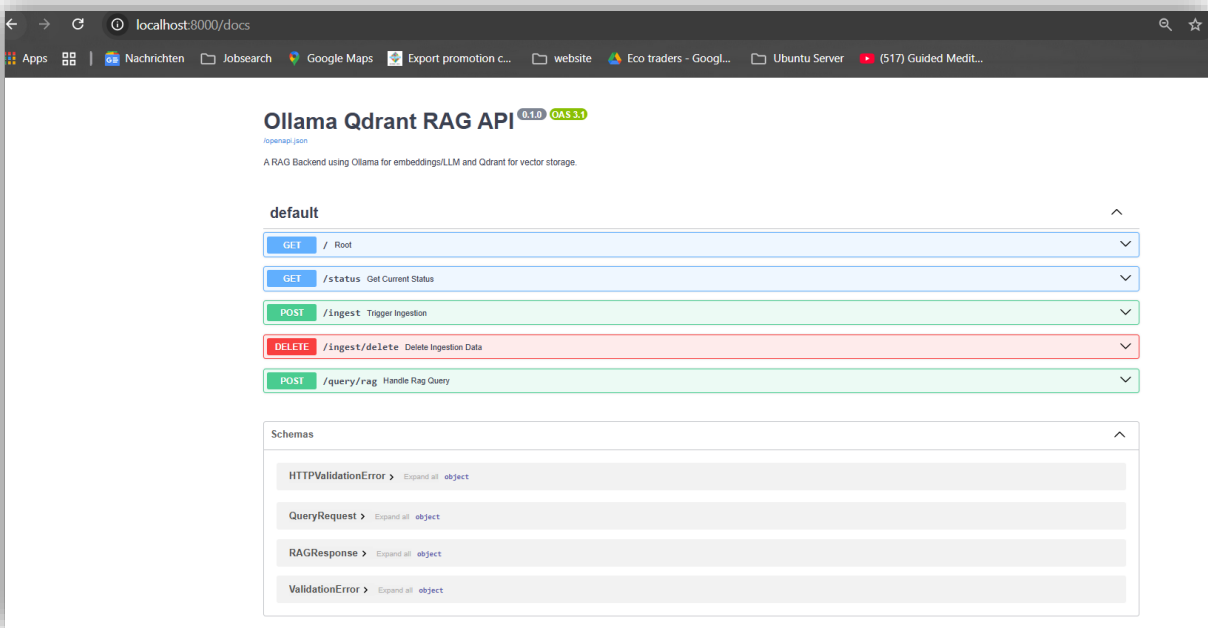 localhost:8000/docs
Apps Nachrichten Jobsearch Google Maps Export promotion c... website Eco traders - Googl... Ubuntu Server (517) Guided Medit...
Ollama Qdrant RAG API 0.1.0 OAS 3.1
/openapi.json
A RAG Backend using Ollama for embeddings/LLM and Qdrant for vector storage.
default
GET / Root
GET /status Get Current Status
POST /ingest Trigger Ingestion
DELETE /ingest/delete Delete Ingestion Data
POST /query/rag Handle Rag Query
Schemas
HTTPValidationError Expand all object
QueryRequest Expand all object
RAGResponse Expand all object
ValidationError Expand all object